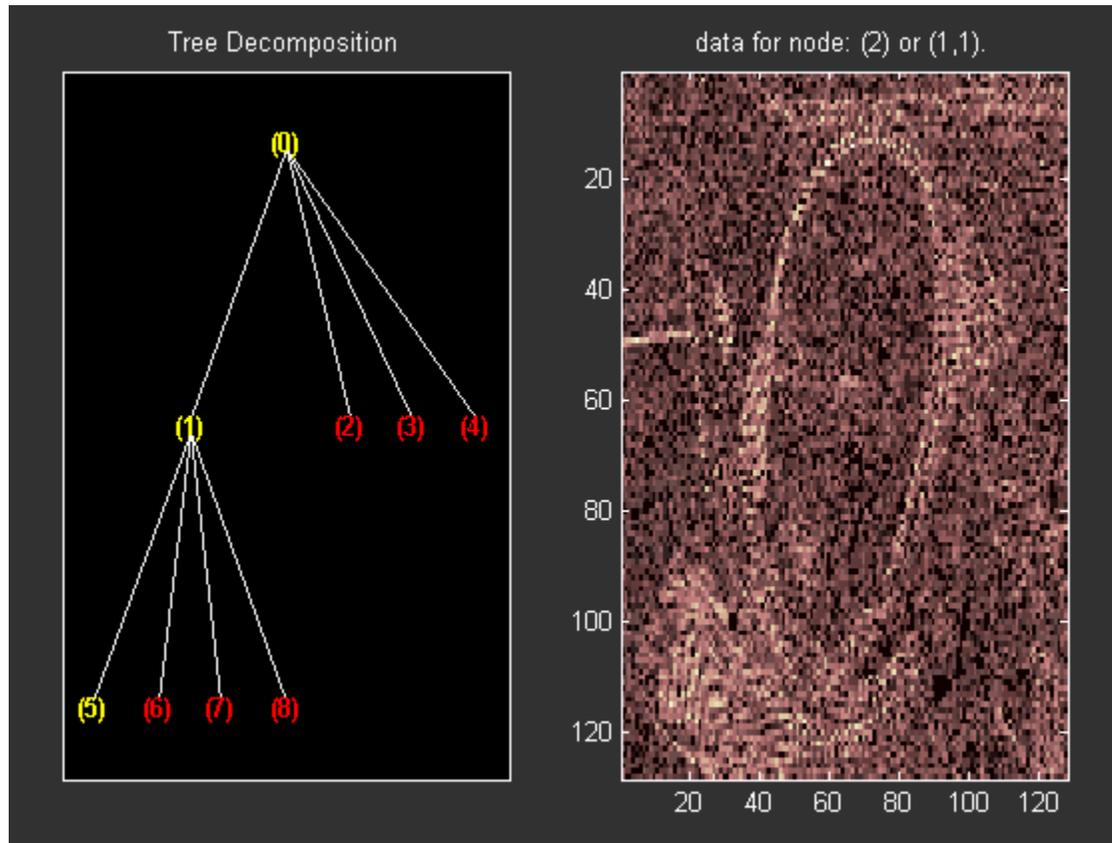 Tree Decomposition
(0)
(1) (2) (3) (4)
(5) (6) (7) (8)
data for node: (2) or (1,1).
20
40
60
80
100
120
20 40 60 80 100 120